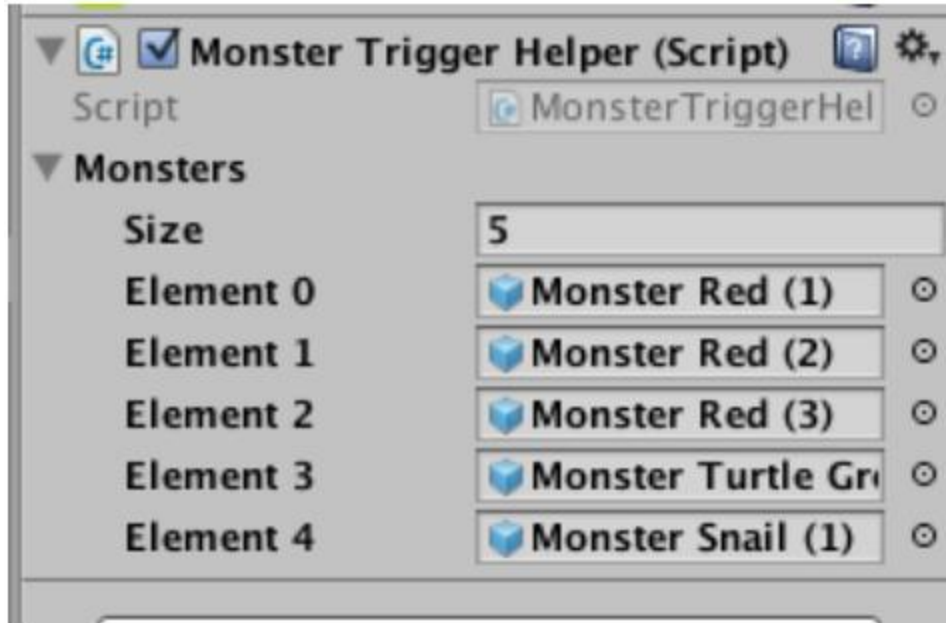 Monster Trigger Helper (Script)
Script MonsterTriggerHel
Monsters
Size 5
Element 0 Monster Red (1)
Element 1 Monster Red (2)
Element 2 Monster Red (3)
Element 3 Monster Turtle Gre
Element 4 Monster Snail (1)